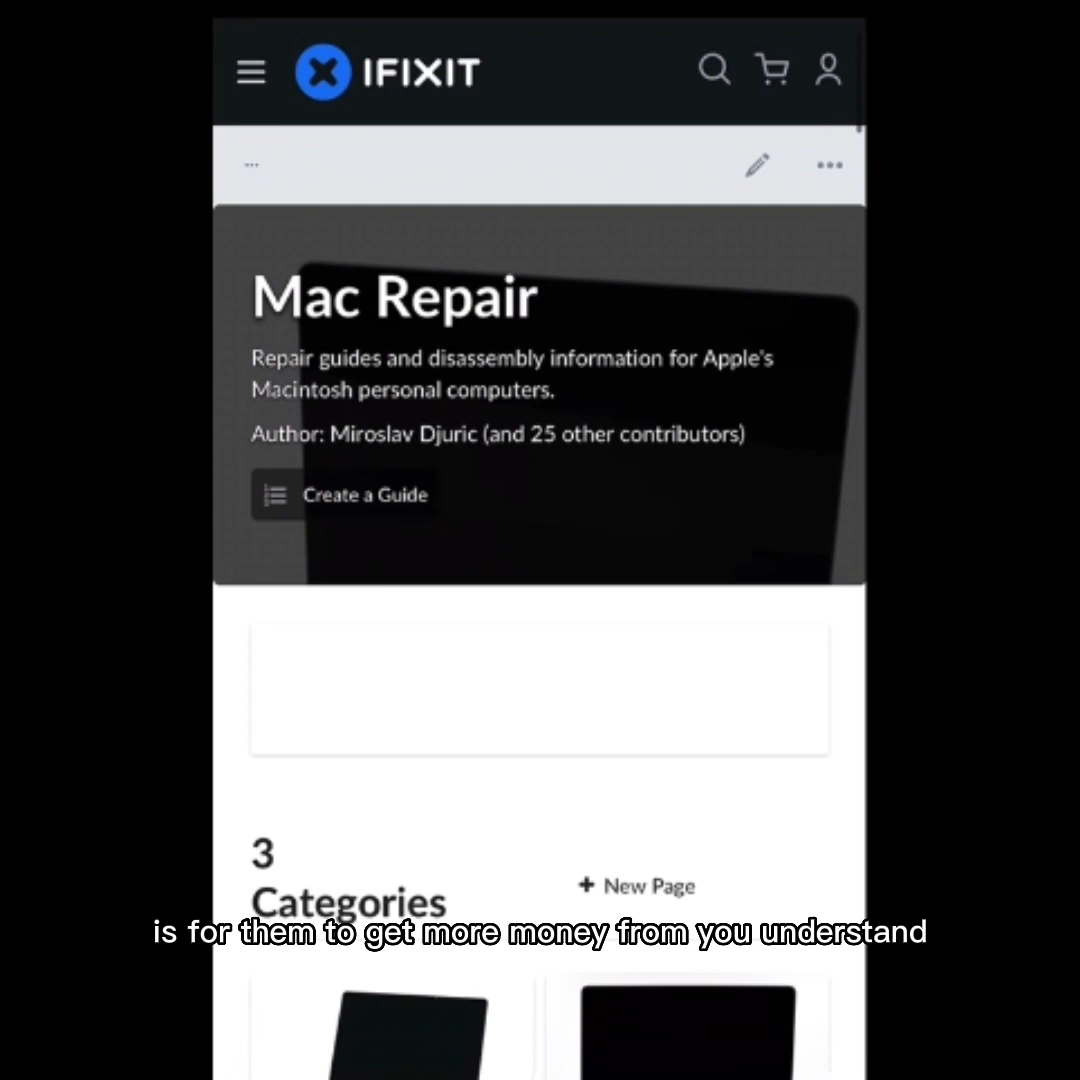 IFIXIT
Mac Repair
Repair guides and disassembly information for Apple's
Macintosh personal computers.
Author: Miroslav Djuric (and 25 other contributors)
Create a Guide
3
Categories
+ New Page
is for them to get more money from you understand